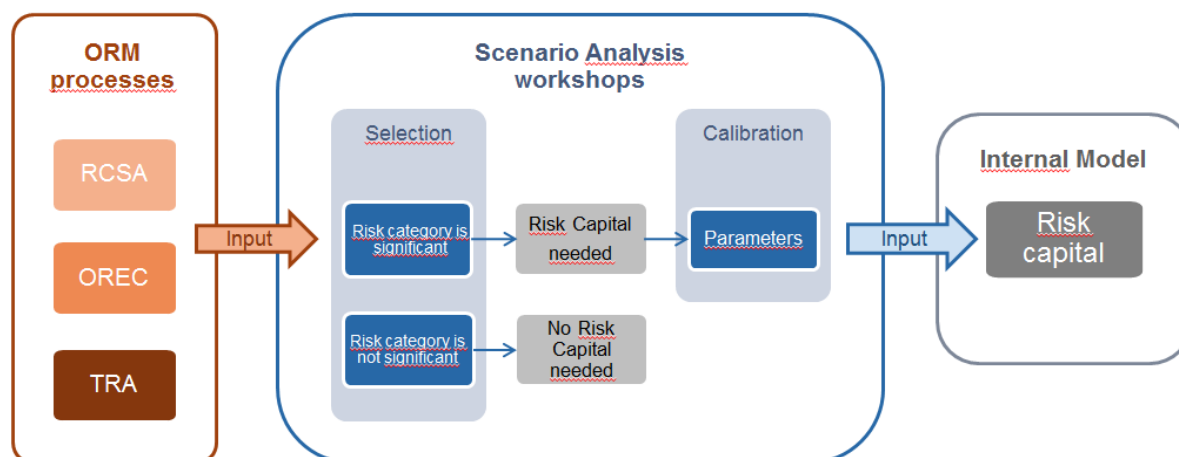 ORM
processes
RCSA
OREC
TRA
Input
Scenario Analysis
workshops
Selection
Risk category is
significant
Risk Capital
needed
Risk category is
not significant
No Risk
Capital
needed
Calibration
Parameters
Input
Internal Model
Risk
capital